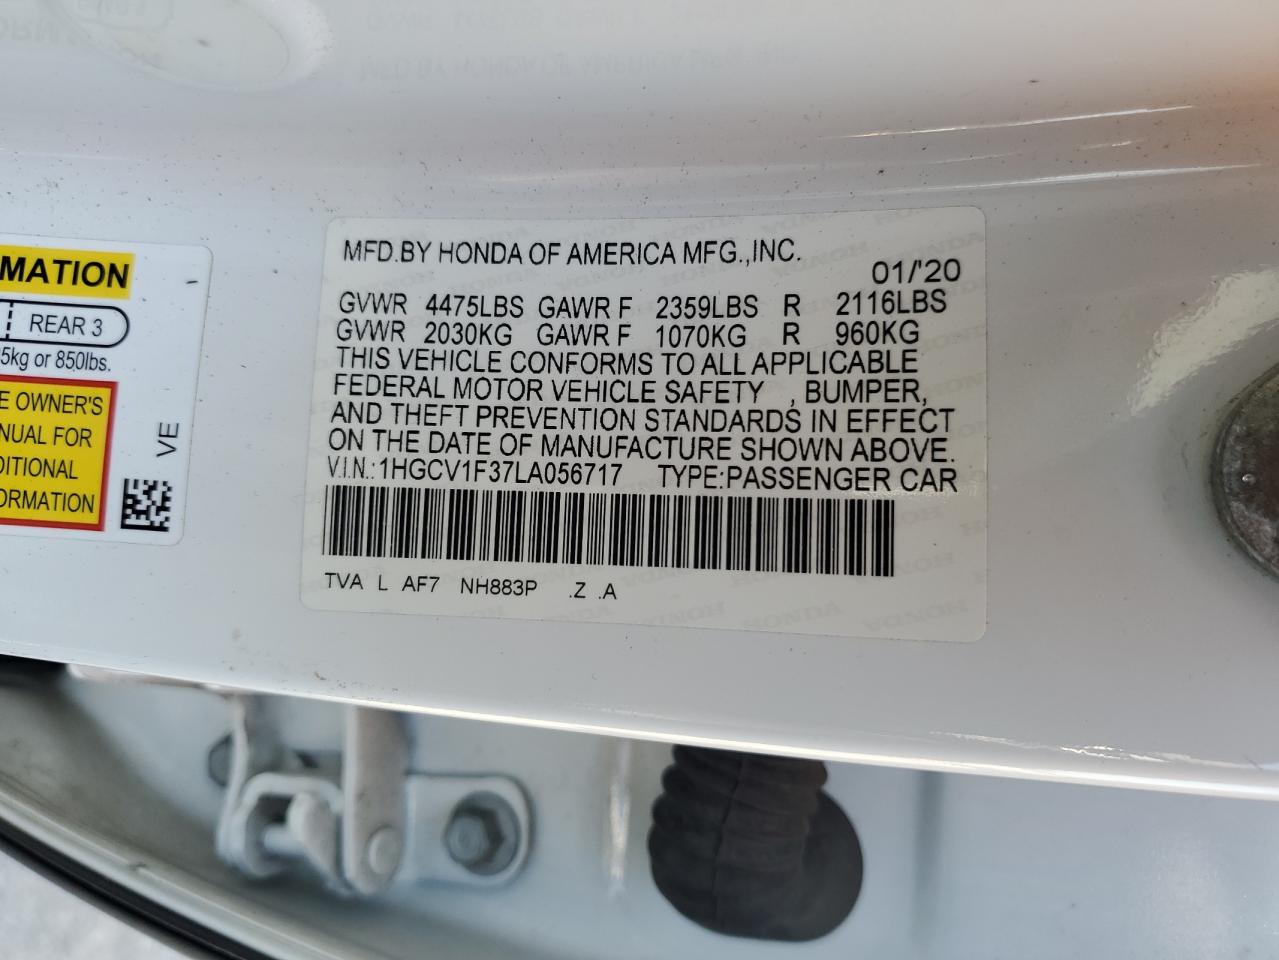 MATION
REAR 3
5kg or 850lbs.
E OWNER'S
NUAL FOR
DITIONAL
ORMATION
VE
MFD.BY HONDA OF AMERICA MFG.,INC.
01/'20
GVWR 4475LBS GAWR F 2359LBS R 2116LBS
GVWR 2030KG GAWR F 1070KG R 960KG
THIS VEHICLE CONFORMS TO ALL APPLICABLE
FEDERAL MOTOR VEHICLE SAFETY , BUMPER,
AND THEFT PREVENTION STANDARDS IN EFFECT
ON THE DATE OF MANUFACTURE SHOWN ABOVE.
V.I.N.:1HGCV1F37LA056717 TYPE:PASSENGER CAR
TVA L AF7 NH883P .Z .A